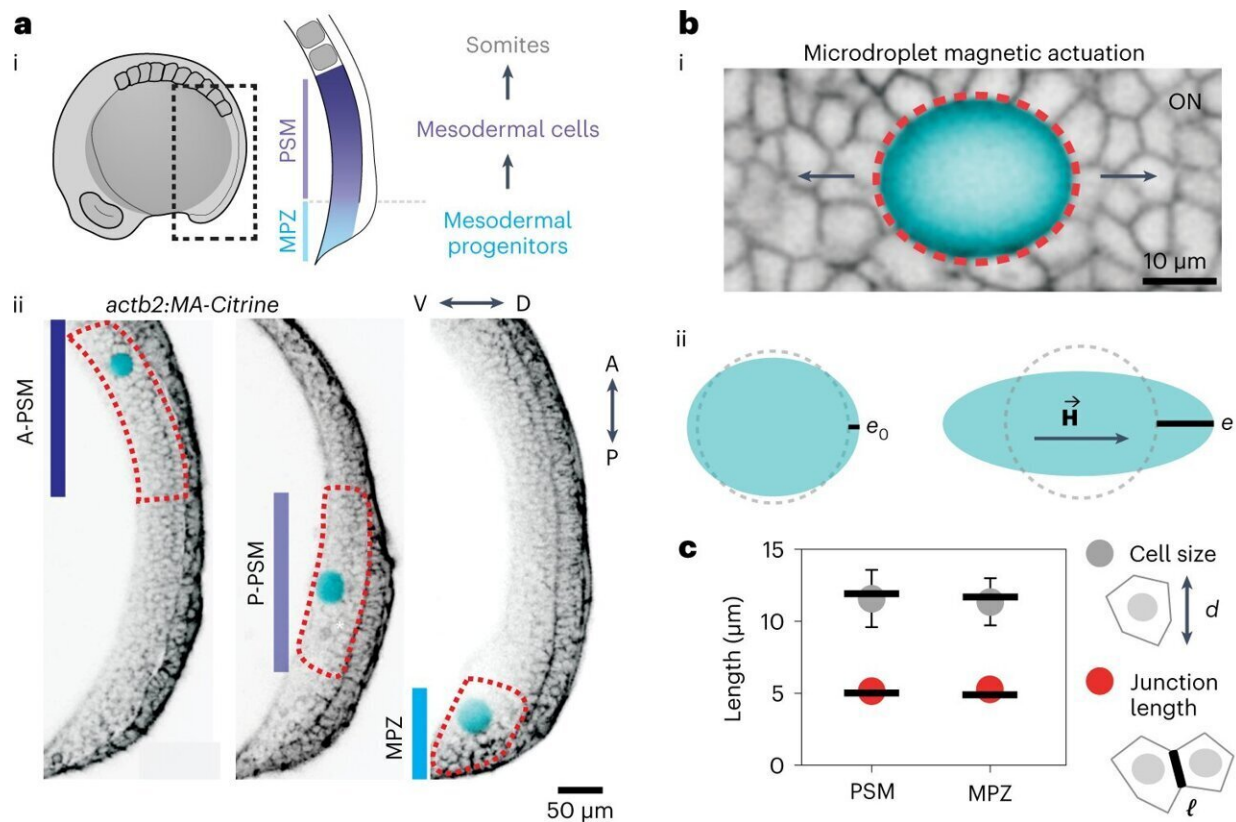 a
i
Somites
Mesodermal cells
Mesodermal
progenitors
PSM
MPZ
ii
actb2:MA-Citrine
V
D
A
P
A-PSM
P-PSM
*
MPZ
50 µm
b
i
Microdroplet magnetic actuation
ON
10 µm
ii
e0
H
e
c
15
10
5
0
Length (µm)
PSM
MPZ
Cell size
d
Junction
length
ℓ